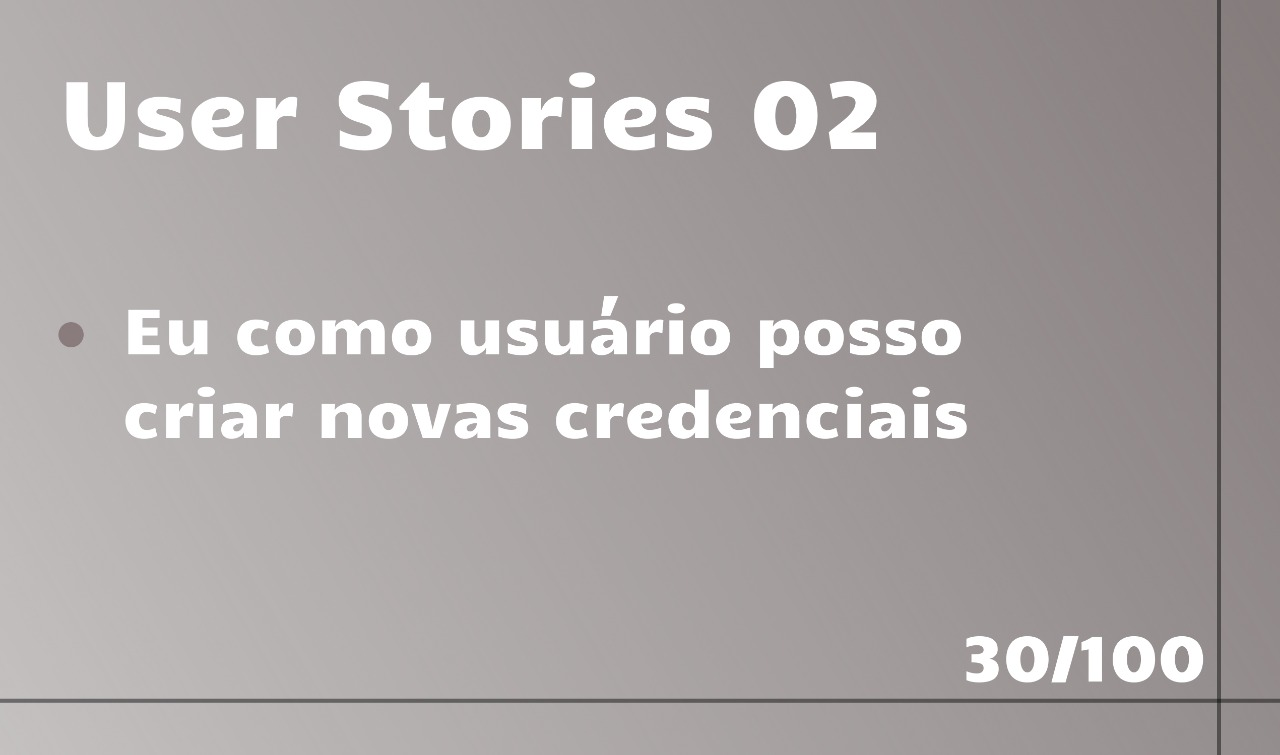 User Stories 02
Eu como usuário posso
criar novas credenciais
30/100